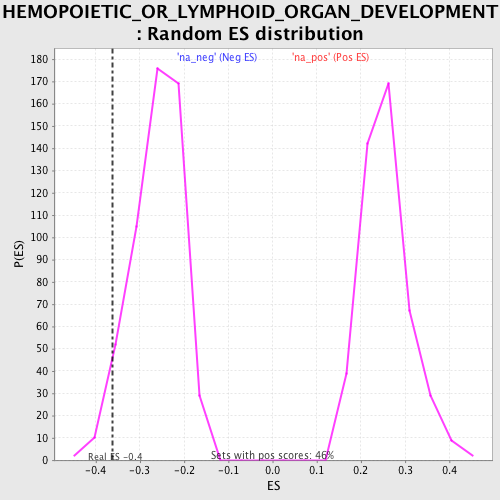 HEMOPOIETIC_OR_LYMPHOID_ORGAN_DEVELOPMENT
: Random ES distribution
'na_neg' (Neg ES) 'na_pos' (Pos ES)
180
170
160
150
140
130
120
110
100
90
80
70
60
50
40
30
20
10
0
P(ES)
Real ES -0.4 Sets with pos scores: 46%
-0.4 -0.3 -0.2 -0.1 0.0 0.1 0.2 0.3 0.4
ES